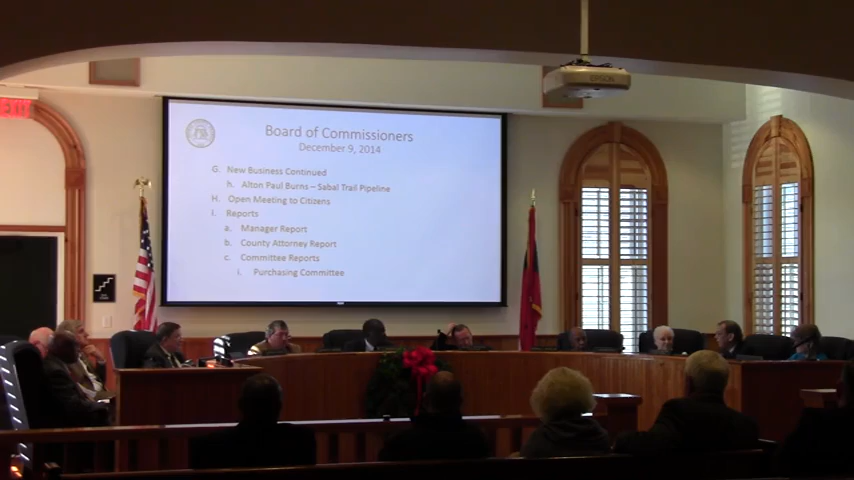 EXIT
EPSON
Board of Commissioners
December 9, 2014
G. New Business Continued
h. Alton Paul Burns – Sabal Trail Pipeline
H. Open Meeting to Citizens
I. Reports
a. Manager Report
b. County Attorney Report
c. Committee Reports
i. Purchasing Committee